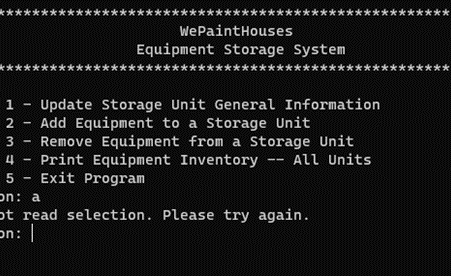 ****************************************************
WePaintHouses
Equipment Storage System
****************************************************
1 - Update Storage Unit General Information
2 - Add Equipment to a Storage Unit
3 - Remove Equipment from a Storage Unit
4 - Print Equipment Inventory -- All Units
5 - Exit Program
on: a
ot read selection. Please try again.
on: